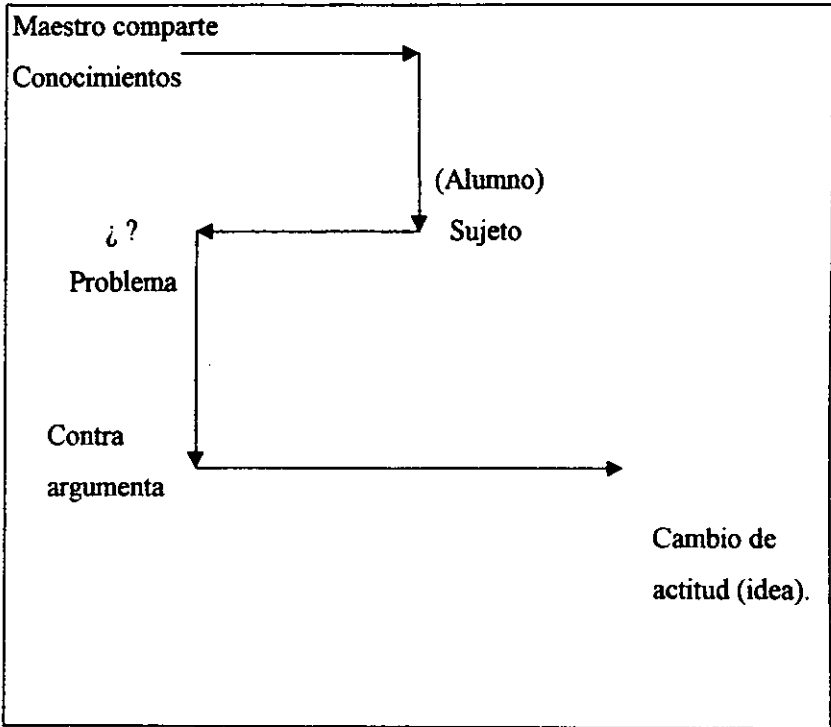 Maestro comparte
Conocimientos
(Alumno)
Sujeto
¿ ?
Problema
Contra
argumenta
Cambio de
actitud (idea).